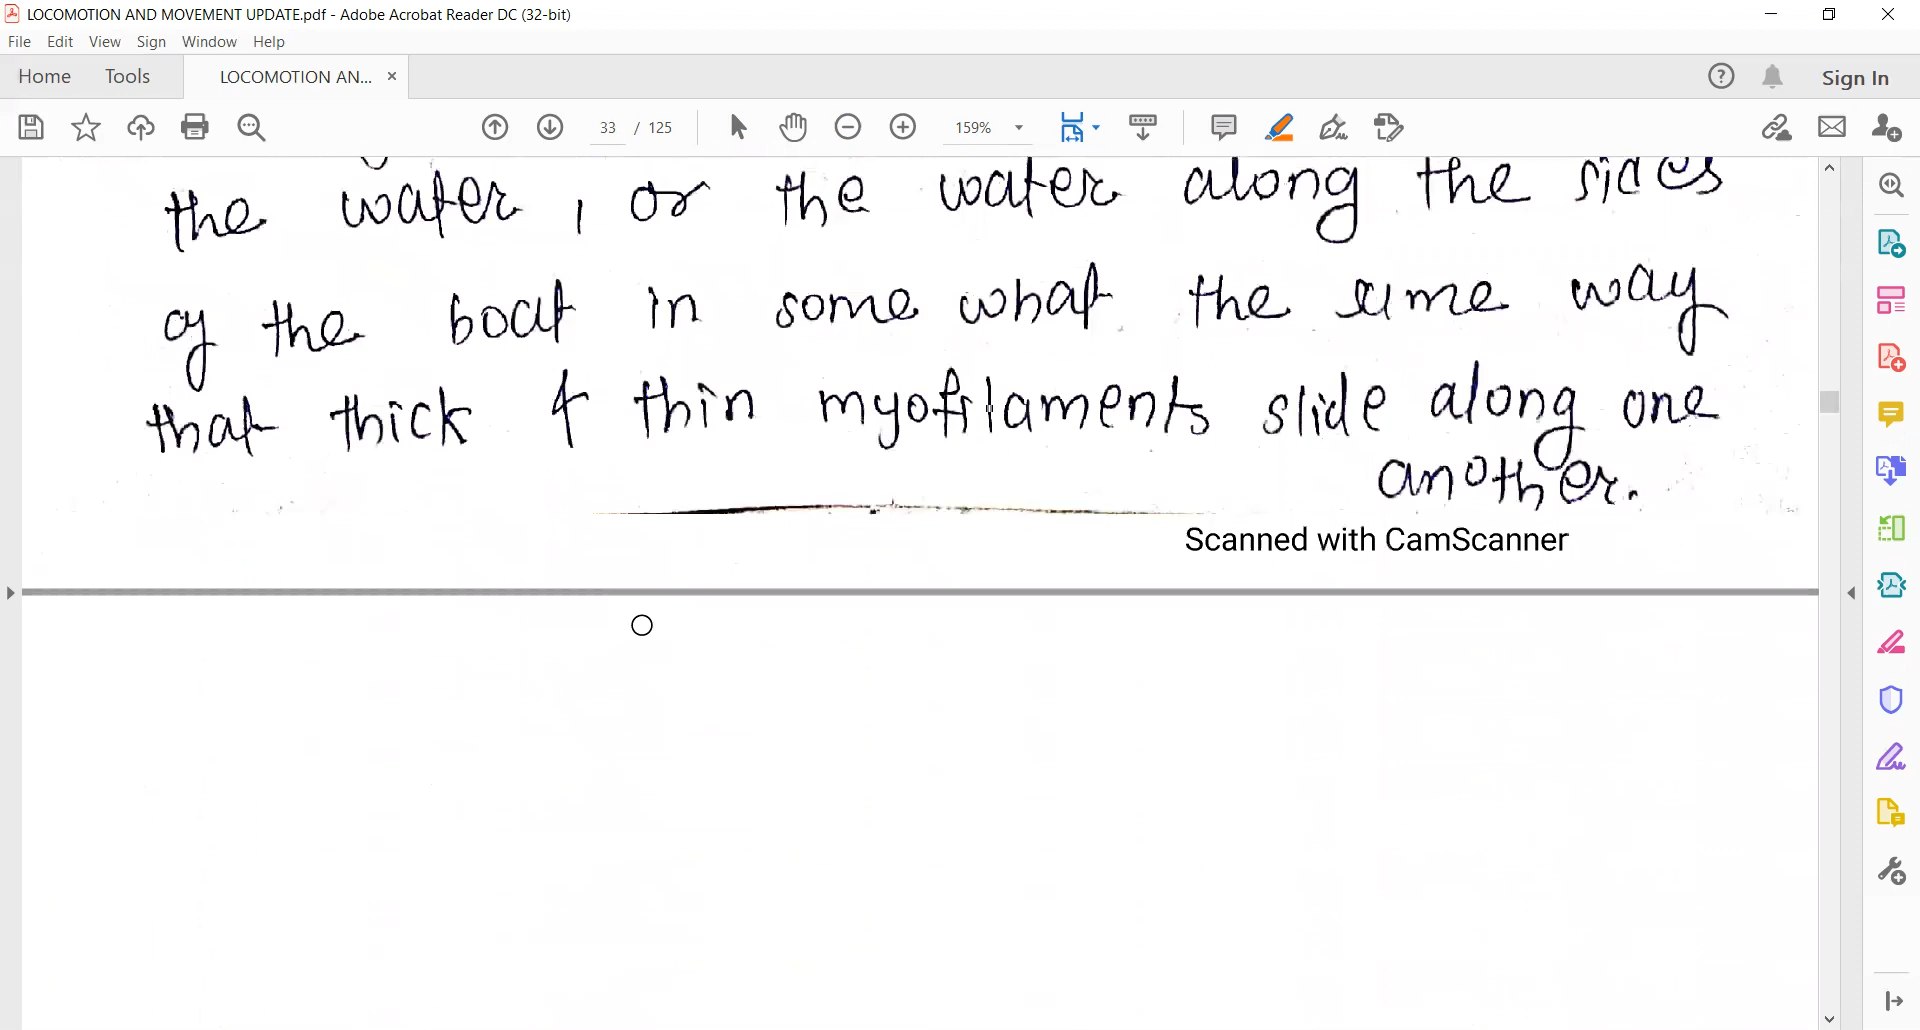 LOCOMOTION AND MOVEMENT UPDATE.pdf - Adobe Acrobat Reader DC (32-bit)
File Edit View Sign Window Help
Home Tools LOCOMOTION AN... × Sign In
33 / 125 159%
the water, or the water along the sides
of the boat in some what the same way
that thick & thin myofilaments slide along one
another.
Scanned with CamScanner